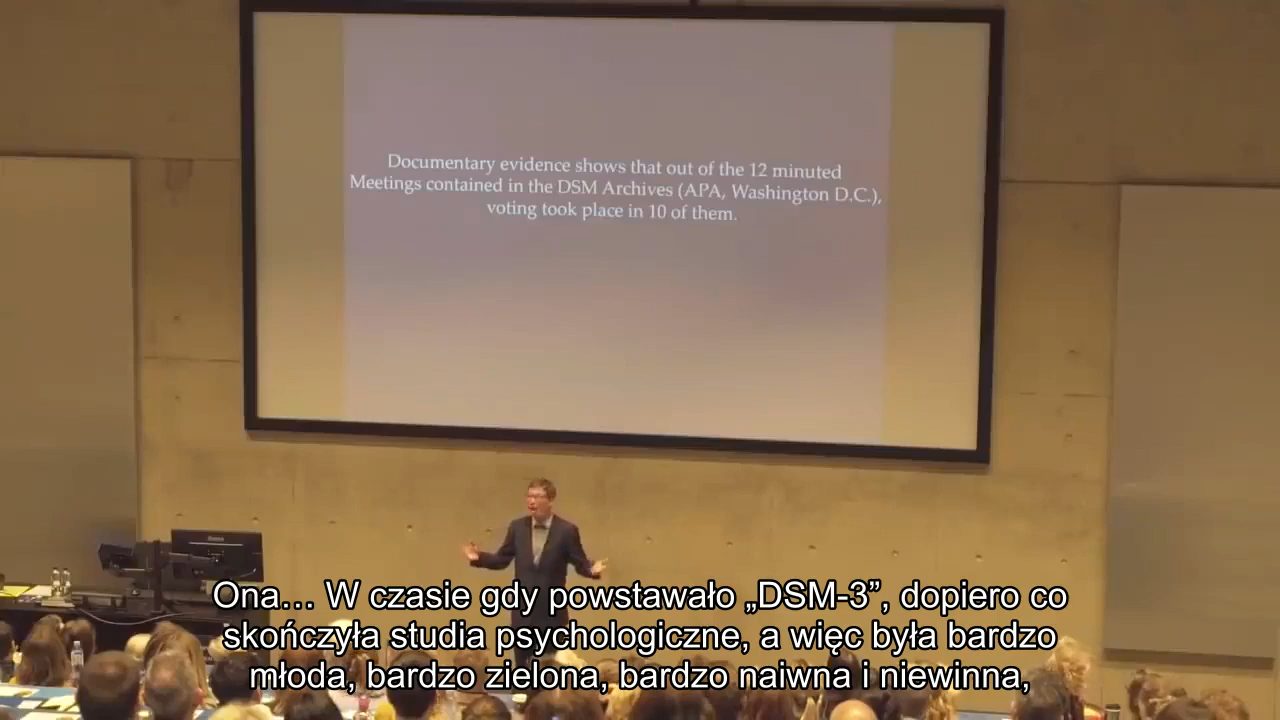 Documentary evidence shows that out of the 12 minuted
Meetings contained in the DSM Archives (APA, Washington D.C.),
voting took place in 10 of them.
Ona… W czasie gdy powstawało „DSM-3”, dopiero co
skończyła studia psychologiczne, a więc była bardzo
młoda, bardzo zielona, bardzo naiwna i niewinna,